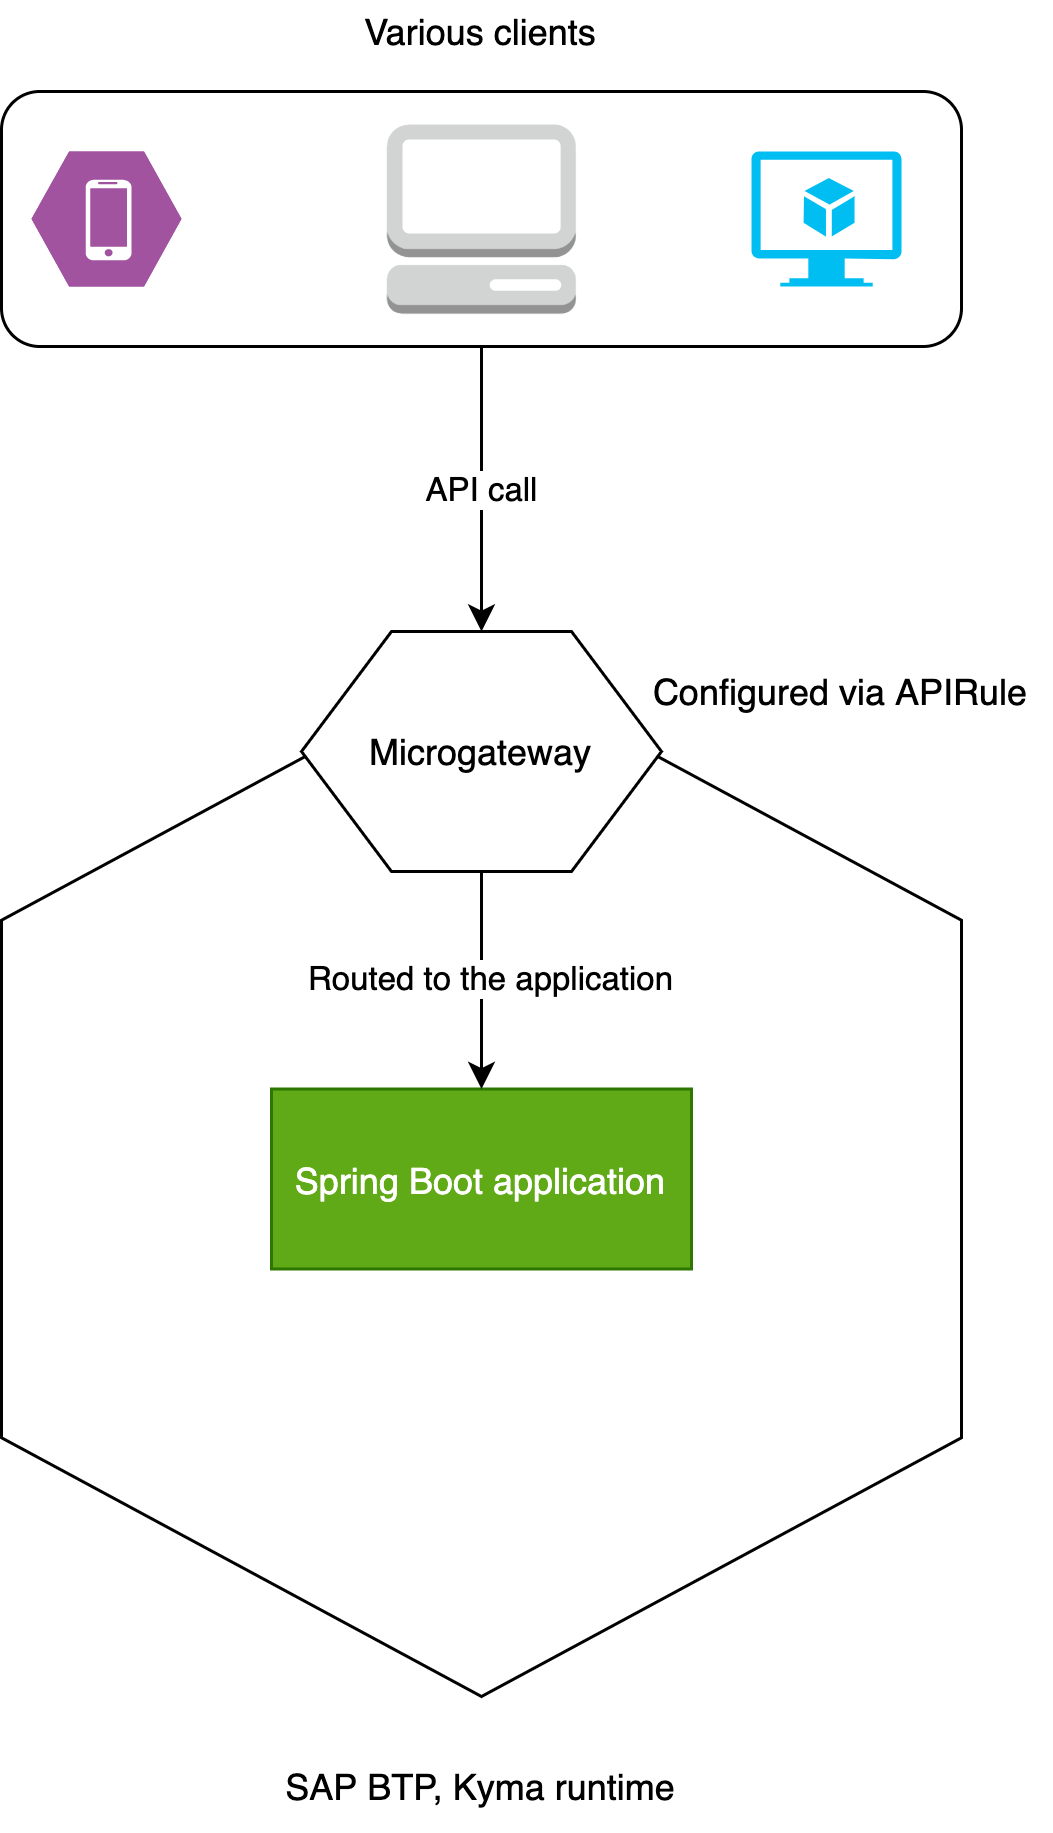 Various clients
API call
Configured via APIRule
Microgateway
Routed to the application
Spring Boot application
SAP BTP, Kyma runtime